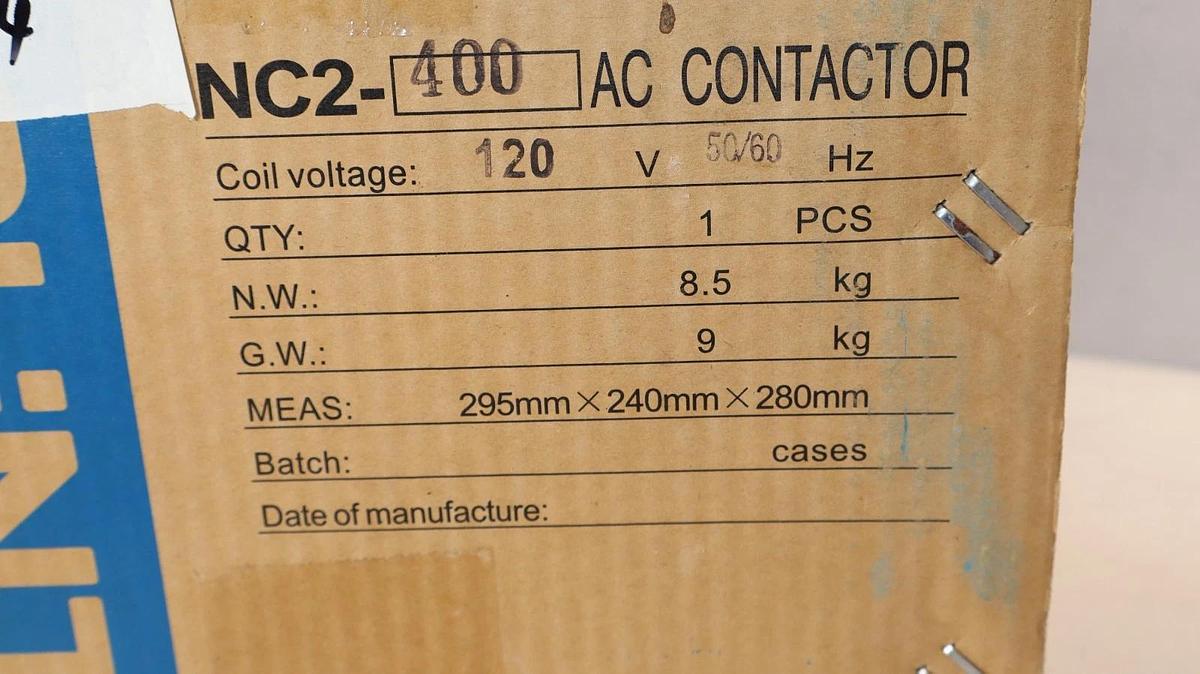 4
NC2-400 AC CONTACTOR
Coil voltage: 120 V 50/60 Hz
QTY: 1 PCS
N.W.: 8.5 kg
G.W.: 9 kg
MEAS: 295mm×240mm×280mm
Batch: cases
Date of manufacture: